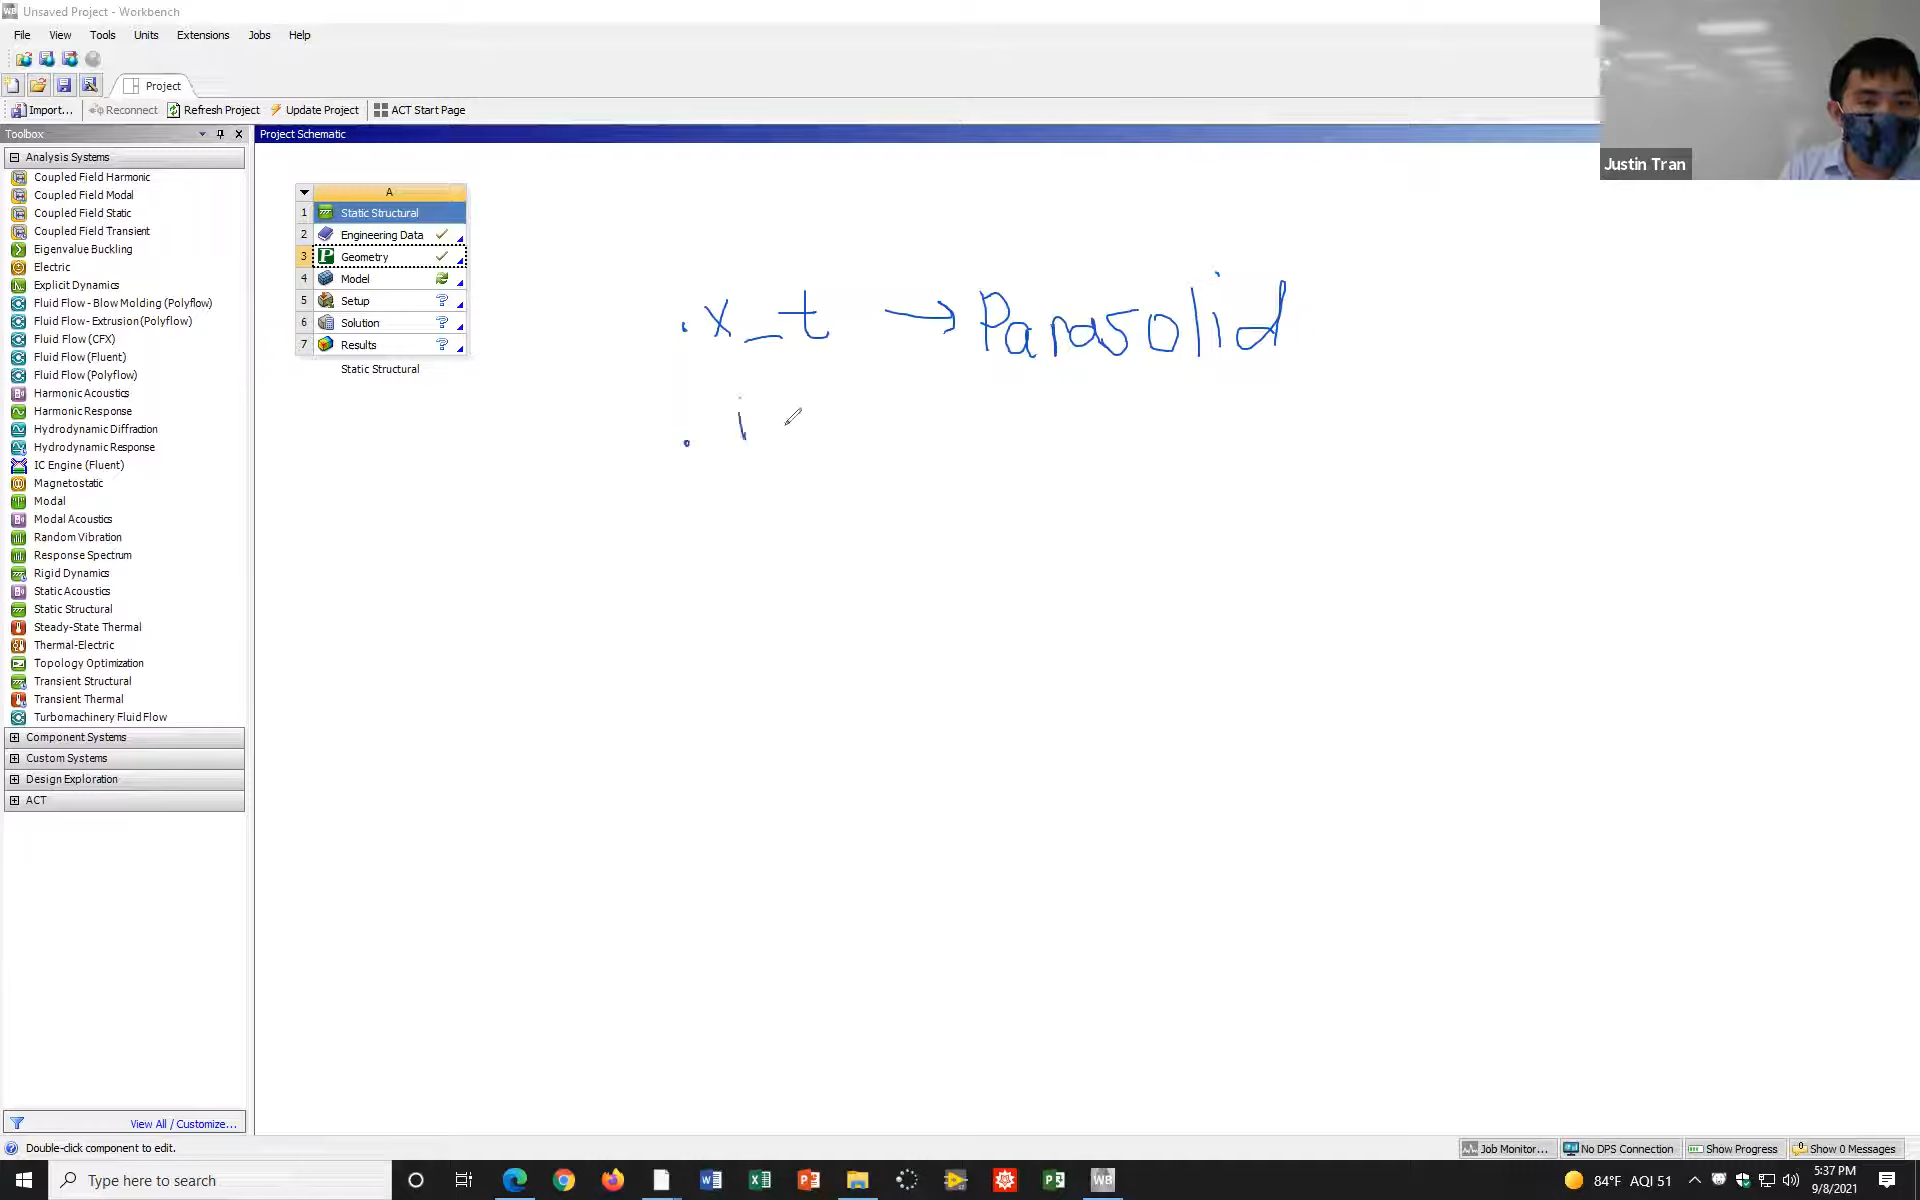 Unsaved Project - Workbench
File View Tools Units Extensions Jobs Help
Project
Import... Reconnect Refresh Project Update Project ACT Start Page
Toolbox
Analysis Systems
Coupled Field Harmonic
Coupled Field Modal
Coupled Field Static
Coupled Field Transient
Eigenvalue Buckling
Electric
Explicit Dynamics
Fluid Flow - Blow Molding (Polyflow)
Fluid Flow - Extrusion (Polyflow)
Fluid Flow (CFX)
Fluid Flow (Fluent)
Fluid Flow (Polyflow)
Harmonic Acoustics
Harmonic Response
Hydrodynamic Diffraction
Hydrodynamic Response
IC Engine (Fluent)
Magnetostatic
Modal
Modal Acoustics
Random Vibration
Response Spectrum
Rigid Dynamics
Static Acoustics
Static Structural
Steady-State Thermal
Thermal-Electric
Topology Optimization
Transient Structural
Transient Thermal
Turbomachinery Fluid Flow
Component Systems
Custom Systems
Design Exploration
ACT
View All / Customize...
Project Schematic
A
1 Static Structural
2 Engineering Data
3 Geometry
4 Model
5 Setup ?
6 Solution ?
7 Results ?
Static Structural
.x_t → Parasolid
. i
Justin Tran
Double-click component to edit.
Job Monitor... No DPS Connection Show Progress Show 0 Messages
Type here to search
84°F AQI 51
5:37 PM
9/8/2021